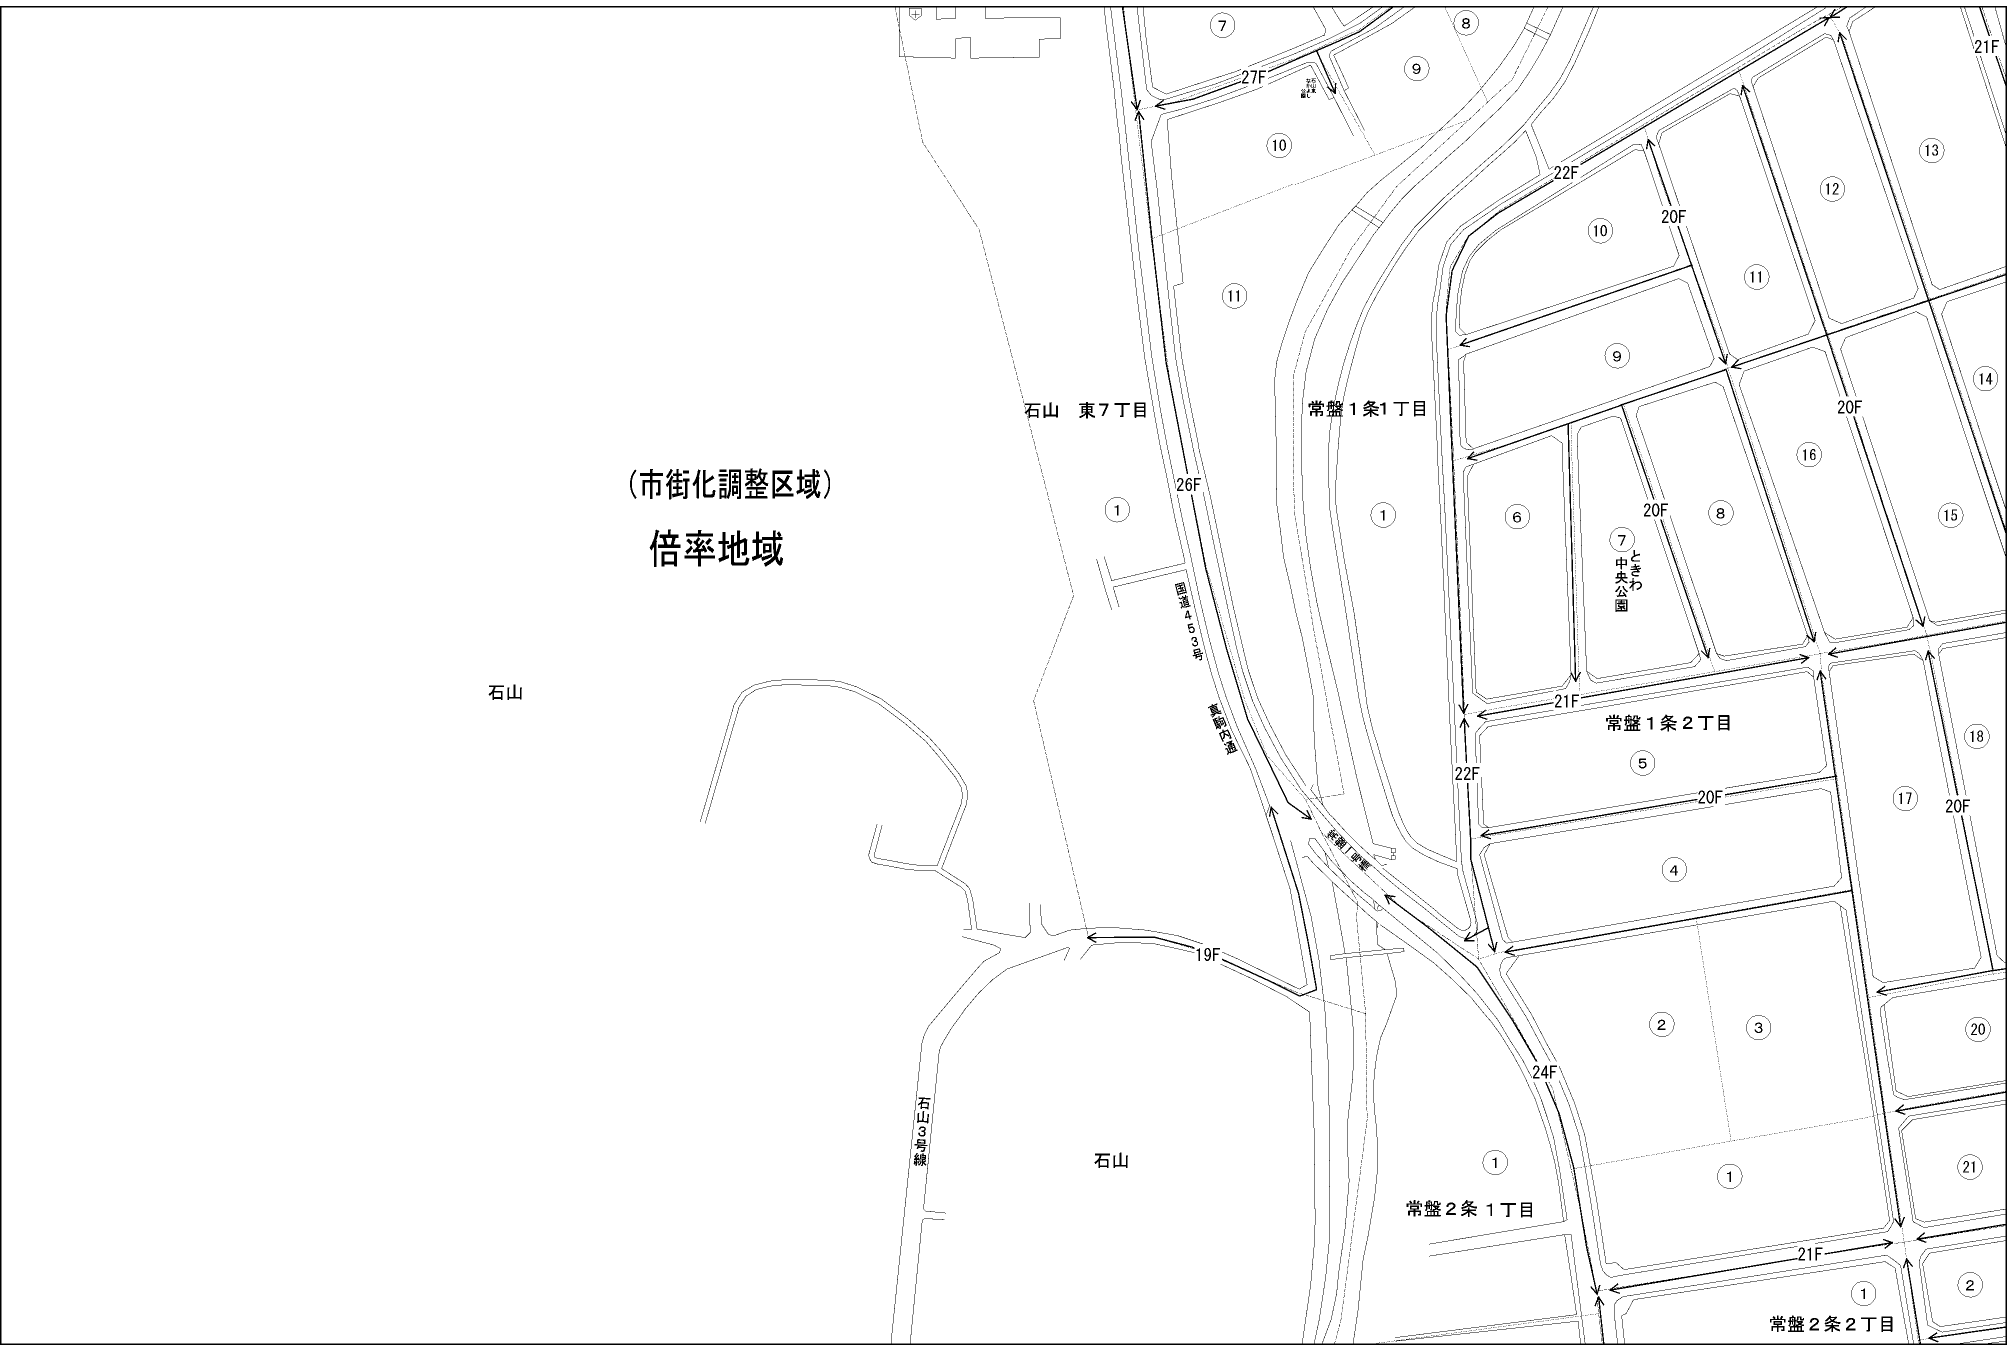 ⑦
⑧
21F
27F
⑨
⑩
22F
⑬
⑫
20F
⑩
⑪
⑪
⑨
⑭
石山 東7丁目
常盤1条1丁目
20F
⑯
(市街化調整区域)
26F
①
①
⑥
20F
⑧
⑮
倍率地域
⑦
ときわ
中央公園
国道453号
石山
21F
常盤1条2丁目
真駒内通
⑱
⑤
22F
20F
⑰
20F
④
19F
②
③
⑳
24F
石山3号線
石山
①
①
㉑
常盤2条1丁目
21F
①
②
常盤2条2丁目